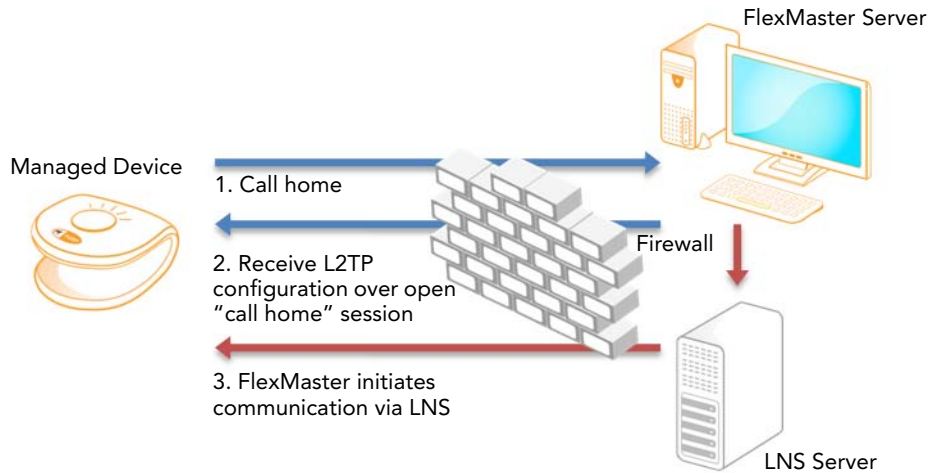 FlexMaster Server
Managed Device
1. Call home
Firewall
2. Receive L2TP
configuration over open
“call home” session
3. FlexMaster initiates
communication via LNS
LNS Server